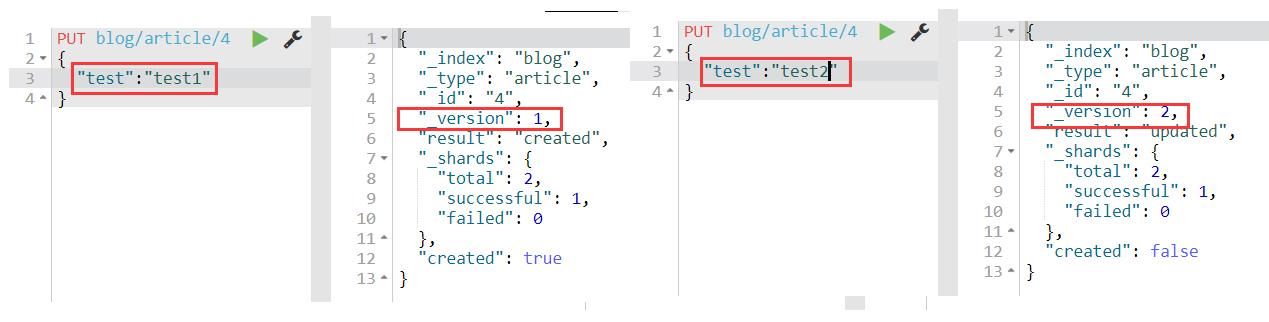 1 PUT blog/article/4
2 {
3 "test":"test1"
4 }
1 {
2 "_index": "blog",
3 "_type": "article",
4 "_id": "4",
5 "_version": 1,
6 "result": "created",
7 "_shards": {
8 "total": 2,
9 "successful": 1,
10 "failed": 0
11 },
12 "created": true
13 }
1 PUT blog/article/4
2 {
3 "test":"test2"
4 }
1 {
2 "_index": "blog",
3 "_type": "article",
4 "_id": "4",
5 "_version": 2,
6 "result": "updated",
7 "_shards": {
8 "total": 2,
9 "successful": 1,
10 "failed": 0
11 },
12 "created": false
13 }